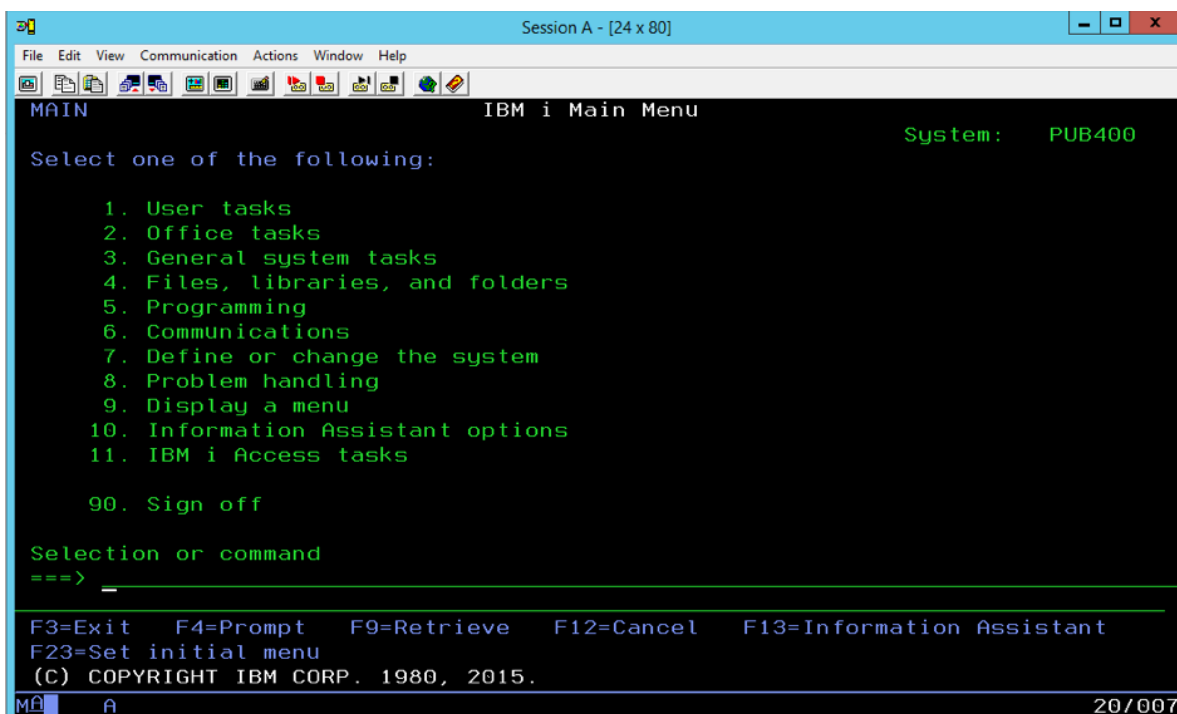 Session A - [24 x 80]
File Edit View Communication Actions Window Help
MAIN IBM i Main Menu
System: PUB400
Select one of the following:
1. User tasks
2. Office tasks
3. General system tasks
4. Files, libraries, and folders
5. Programming
6. Communications
7. Define or change the system
8. Problem handling
9. Display a menu
10. Information Assistant options
11. IBM i Access tasks
90. Sign off
Selection or command
===>
F3=Exit F4=Prompt F9=Retrieve F12=Cancel F13=Information Assistant
F23=Set initial menu
(C) COPYRIGHT IBM CORP. 1980, 2015.
MA A 20/007